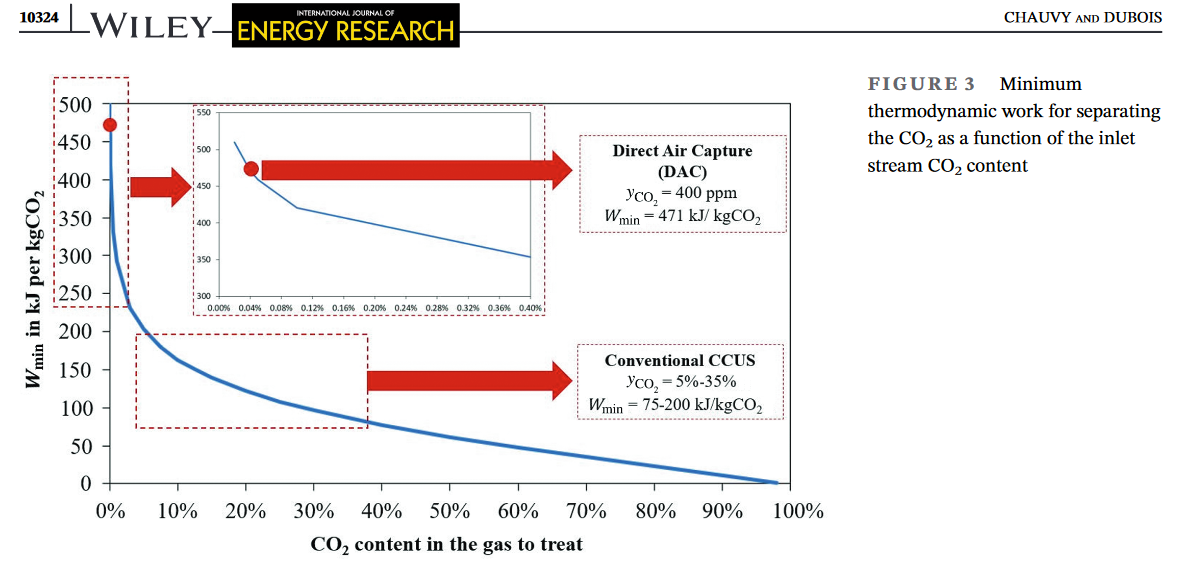 10324
WILEY
INTERNATIONAL JOURNAL OF
ENERGY RESEARCH
CHAUVY AND DUBOIS
FIGURE 3 Minimum
thermodynamic work for separating
the CO₂ as a function of the inlet
stream CO₂ content
Wmin in kJ per kgCO₂
500
450
400
350
300
250
200
150
100
50
0
550
500
450
400
350
300
0.00% 0.04% 0.08% 0.12% 0.16% 0.20% 0.24% 0.28% 0.32% 0.36% 0.40%
Direct Air Capture
(DAC)
yCO₂ = 400 ppm
Wmin = 471 kJ/ kgCO₂
Conventional CCUS
yCO₂ = 5%-35%
Wmin = 75-200 kJ/kgCO₂
0% 10% 20% 30% 40% 50% 60% 70% 80% 90% 100%
CO₂ content in the gas to treat